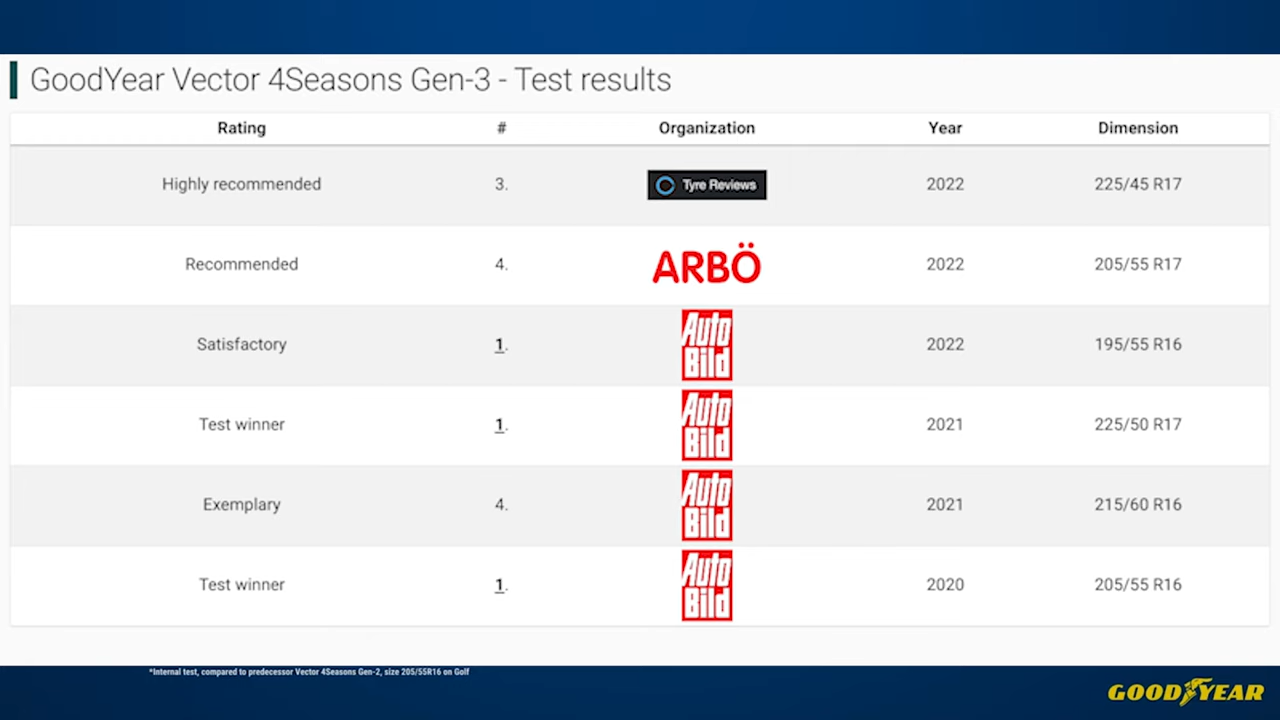 GoodYear Vector 4Seasons Gen-3 - Test results
Rating # Organization Year Dimension
Highly recommended 3. Tyre Reviews 2022 225/45 R17
Recommended 4. ARBÖ 2022 205/55 R17
Satisfactory 1. Auto Bild 2022 195/55 R16
Test winner 1. Auto Bild 2021 225/50 R17
Exemplary 4. Auto Bild 2021 215/60 R16
Test winner 1. Auto Bild 2020 205/55 R16
*Internal test, compared to predecessor Vector 4Seasons Gen-2, size 205/55R16 on Golf
GOODYEAR